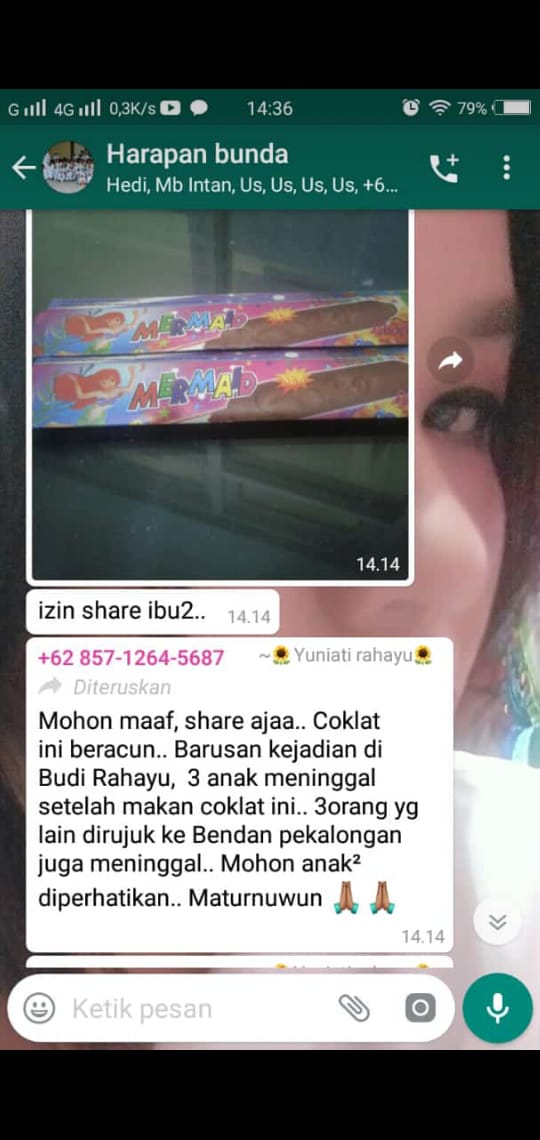 G 4G 0,3K/s 14:36 79%
Harapan bunda
Hedi, Mb Intan, Us, Us, Us, Us, +6...
MERMAID
NEW
MERMAID
NEW
14.14
izin share ibu2.. 14.14
+62 857-1264-5687 ~🌻Yuniati rahayu🌻
Diteruskan
Mohon maaf, share ajaa.. Coklat
ini beracun.. Barusan kejadian di
Budi Rahayu, 3 anak meninggal
setelah makan coklat ini.. 3orang yg
lain dirujuk ke Bendan pekalongan
juga meninggal.. Mohon anak²
diperhatikan.. Maturnuwun 🙏🏽 🙏🏽
14.14
Ketik pesan